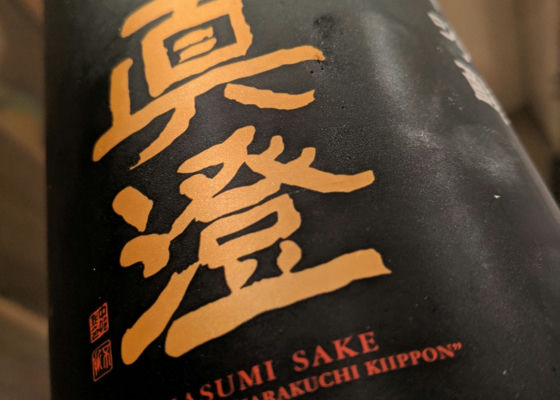 真澄
ASUMI SAKE
ARAKUCHI KIIPPON”